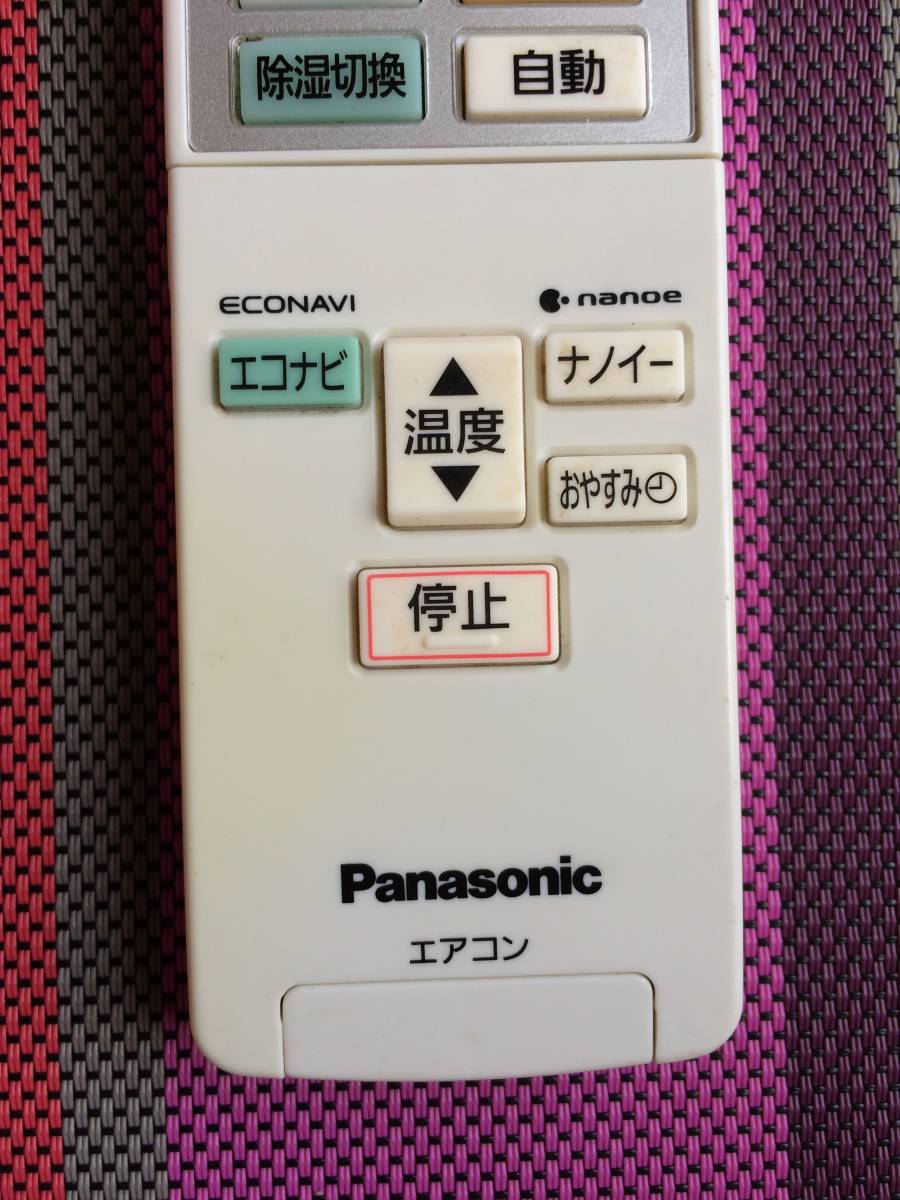 除湿切換 自動
ECONAVI nanoe
エコナビ ▲ ナノイー
温度
▼ おやすみ
停止
Panasonic
エアコン